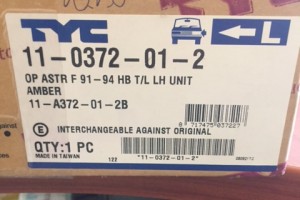 TYC
L
11-0372-01-2
OP ASTR F 91-94 HB T/L LH UNIT
AMBER
11-A372-01-2B
E INTERCHANGEABLE AGAINST ORIGINAL
QTY:1 PC
MADE IN TAIWAN
122
"11-0372-01-2"